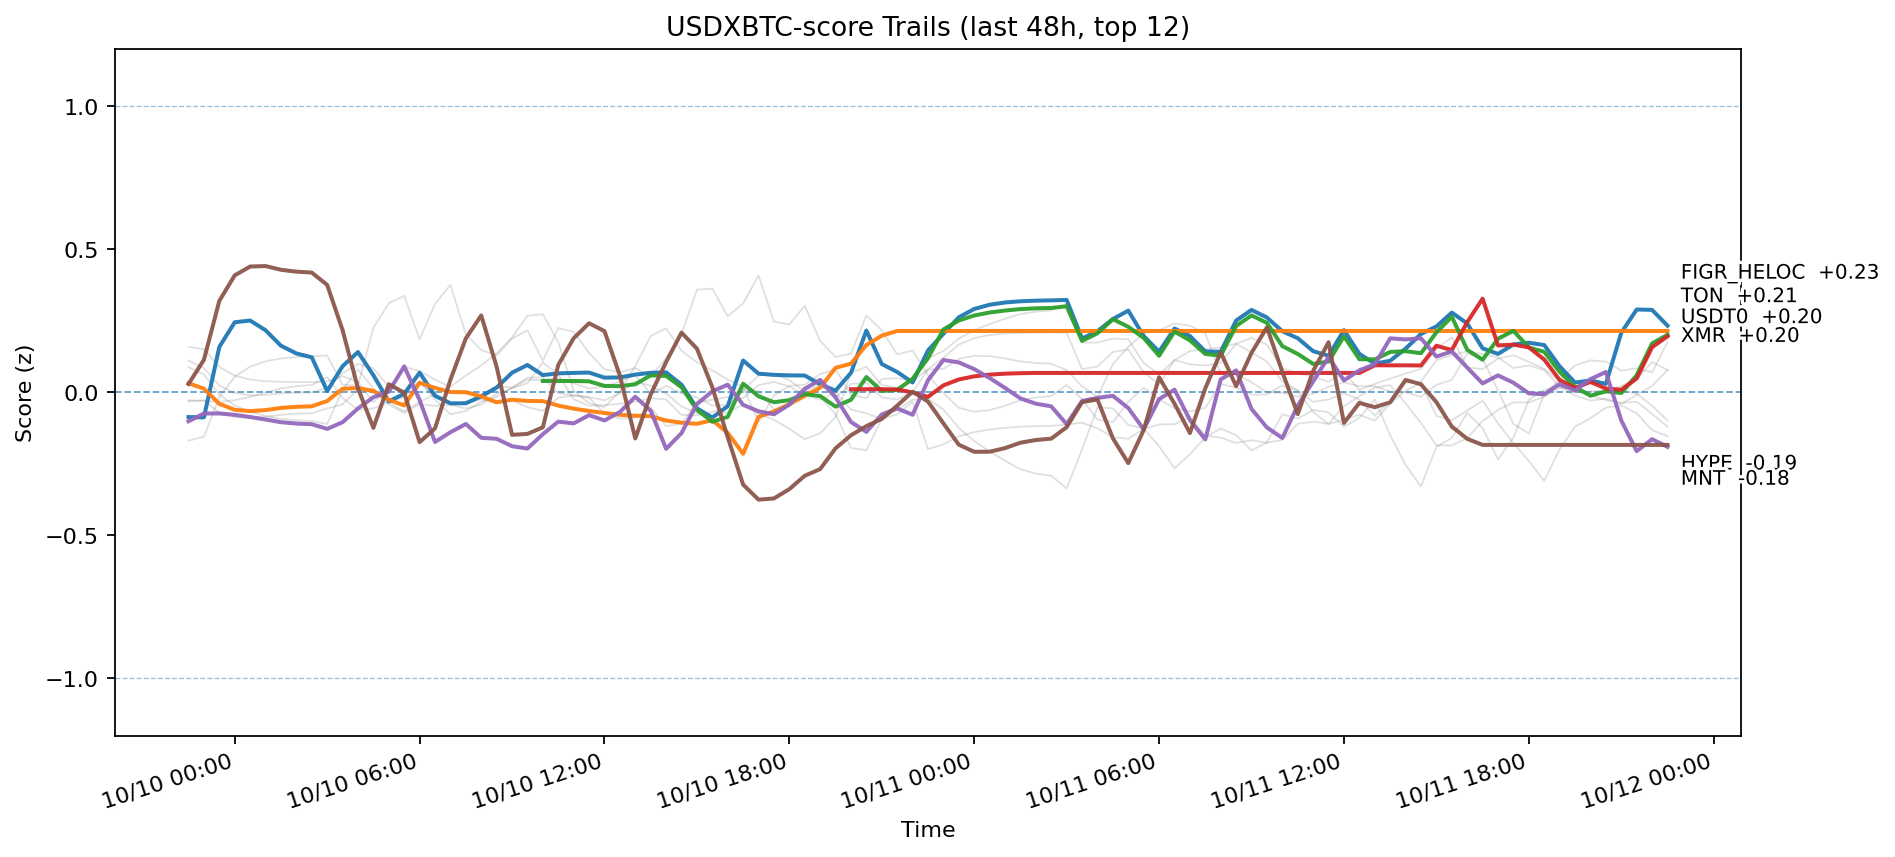 USDXBTC-score Trails (last 48h, top 12)
Score (z)
1.0
0.5
0.0
−0.5
−1.0
FIGR_HELOC +0.23
TON +0.21
USDT0 +0.20
XMR +0.20
HYPE -0.19
MNT -0.18
10/10 00:00
10/10 06:00
10/10 12:00
10/10 18:00
10/11 00:00
10/11 06:00
10/11 12:00
10/11 18:00
10/12 00:00
Time